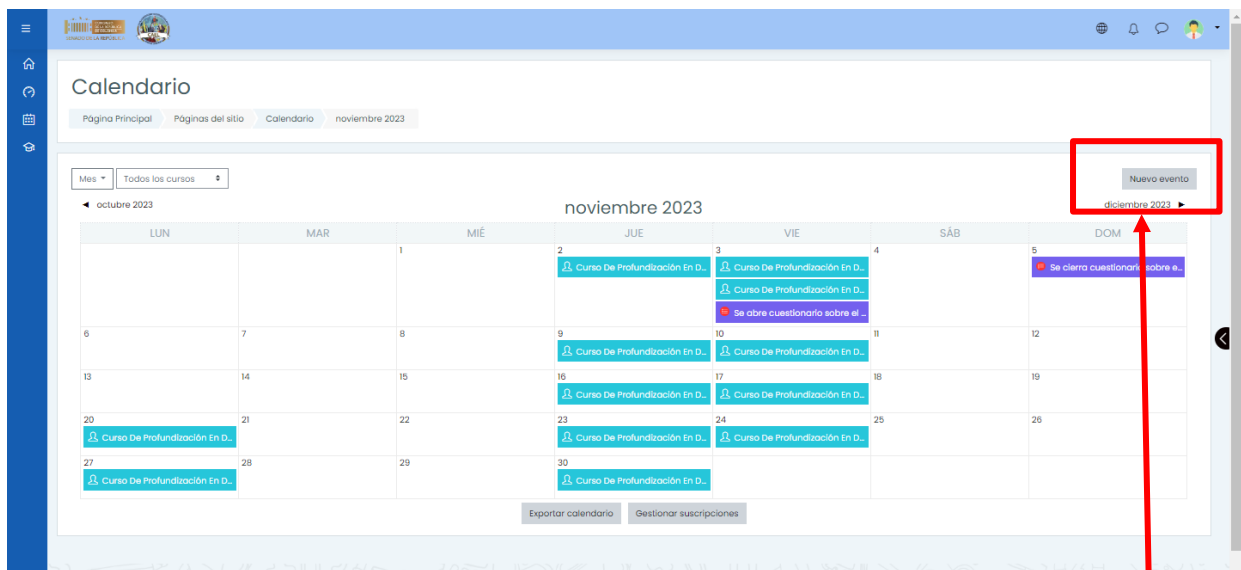 Calendario
Página Principal Páginas del sitio Calendario noviembre 2023
Mes Todos los cursos Nuevo evento
octubre 2023 noviembre 2023 diciembre 2023
LUN MAR MIÉ JUE VIE SÁB DOM
1 2 3 4 5
Curso De Profundización En D... Curso De Profundización En D... Se cierra cuestionario sobre e...
Curso De Profundización En D...
Se abre cuestionario sobre el ...
6 7 8 9 10 11 12
Curso De Profundización En D... Curso De Profundización En D...
13 14 15 16 17 18 19
Curso De Profundización En D... Curso De Profundización En D...
20 21 22 23 24 25 26
Curso De Profundización En D... Curso De Profundización En D... Curso De Profundización En D...
27 28 29 30
Curso De Profundización En D... Curso De Profundización En D...
Exportar calendario Gestionar suscripciones